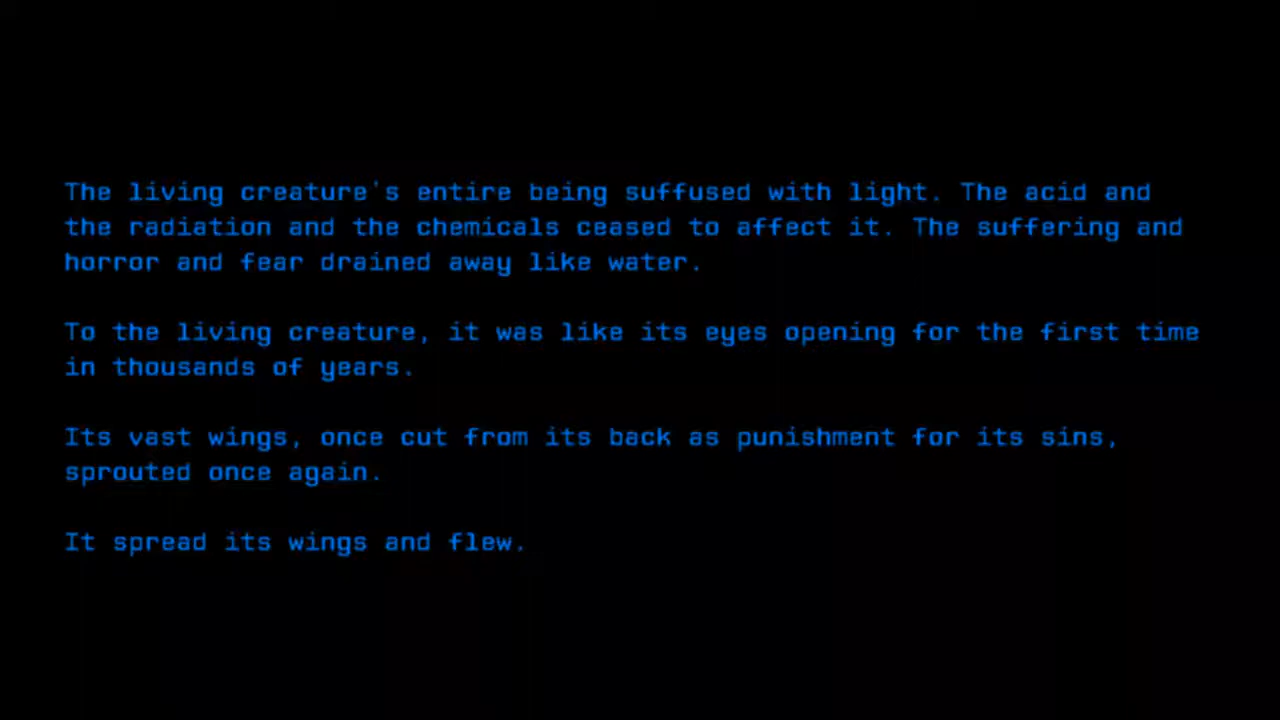 The living creature's entire being suffused with light. The acid and
the radiation and the chemicals ceased to affect it. The suffering and
horror and fear drained away like water.
To the living creature, it was like its eyes opening for the first time
in thousands of years.
Its vast wings, once cut from its back as punishment for its sins,
sprouted once again.
It spread its wings and flew.